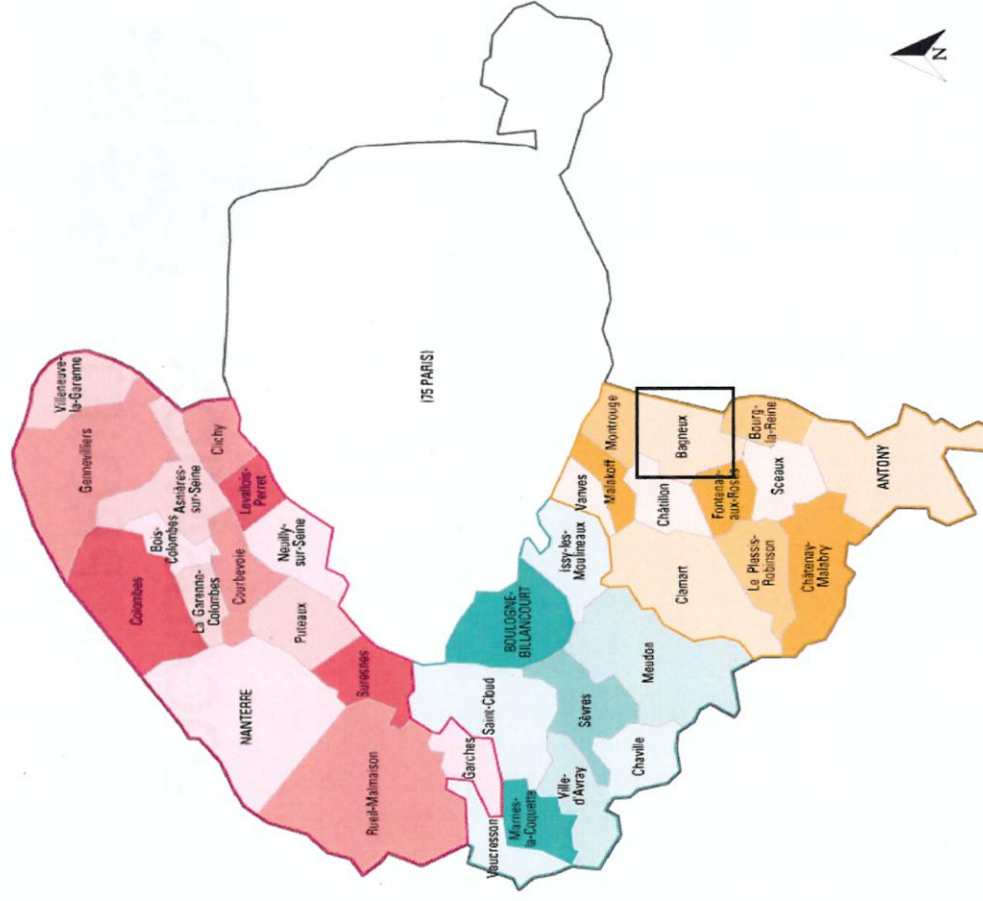 Villeneuve-
la-Garenne
Gennevilliers
Asnières-
sur-Seine
Clichy
Bois-
Colombes
Colombes
La Garenne-
Colombes
Courbevoie
Levallois-
Perret
Neuilly-
sur-Seine
Puteaux
NANTERRE
Suresnes
Rueil-Malmaison
Garches
Saint-Cloud
Vaucresson
Marnes-
la-Coquette
Ville-
d'Avray
Sèvres
Chaville
BOULOGNE-
BILLANCOURT
Meudon
Issy-les-
Moulineaux
(75 PARIS)
Vanves
Malakoff
Montrouge
Châtillon
Bagneux
Clamart
Fontenay-
aux-Roses
Bourg-
la-Reine
Sceaux
Le Plessis-
Robinson
Châtenay-
Malabry
ANTONY
N